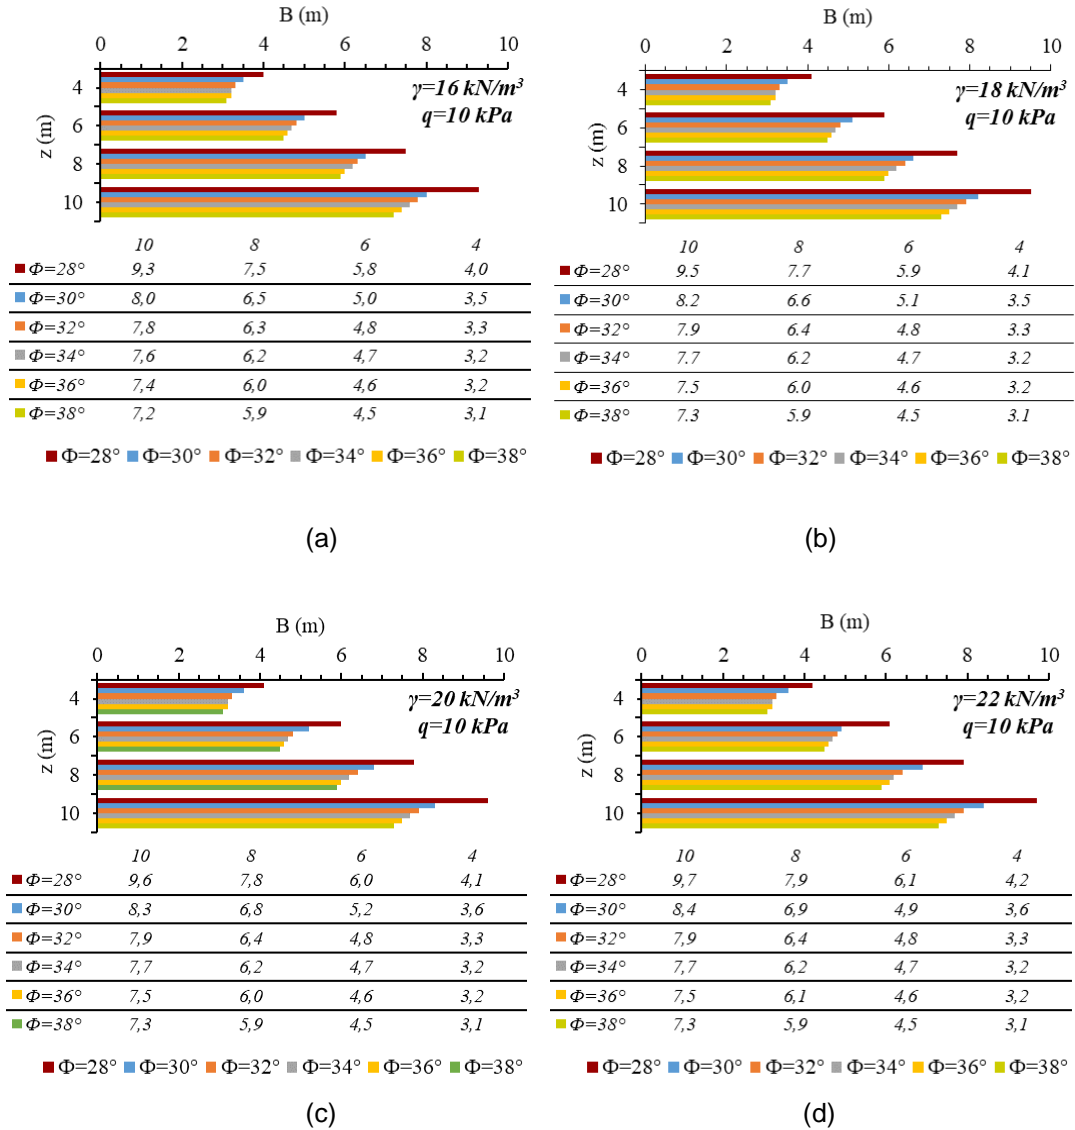 B (m)
0 2 4 6 8 10
z (m)
4
6
8
10
γ=16 kN/m³
q=10 kPa
10 8 6 4
Φ=28° 9,3 7,5 5,8 4,0
Φ=30° 8,0 6,5 5,0 3,5
Φ=32° 7,8 6,3 4,8 3,3
Φ=34° 7,6 6,2 4,7 3,2
Φ=36° 7,4 6,0 4,6 3,2
Φ=38° 7,2 5,9 4,5 3,1
Φ=28° Φ=30° Φ=32° Φ=34° Φ=36° Φ=38°
(a)
B (m)
0 2 4 6 8 10
z (m)
4
6
8
10
γ=18 kN/m³
q=10 kPa
10 8 6 4
Φ=28° 9.5 7.7 5.9 4.1
Φ=30° 8.2 6.6 5.1 3.5
Φ=32° 7.9 6.4 4.8 3.3
Φ=34° 7.7 6.2 4.7 3.2
Φ=36° 7.5 6.0 4.6 3.2
Φ=38° 7.3 5.9 4.5 3.1
Φ=28° Φ=30° Φ=32° Φ=34° Φ=36° Φ=38°
(b)
B (m)
0 2 4 6 8 10
z (m)
4
6
8
10
γ=20 kN/m³
q=10 kPa
10 8 6 4
Φ=28° 9,6 7,8 6,0 4,1
Φ=30° 8,3 6,8 5,2 3,6
Φ=32° 7,9 6,4 4,8 3,3
Φ=34° 7,7 6,2 4,7 3,2
Φ=36° 7,5 6,0 4,6 3,2
Φ=38° 7,3 5,9 4,5 3,1
Φ=28° Φ=30° Φ=32° Φ=34° Φ=36° Φ=38°
(c)
B (m)
0 2 4 6 8 10
z (m)
4
6
8
10
γ=22 kN/m³
q=10 kPa
10 8 6 4
Φ=28° 9,7 7,9 6,1 4,2
Φ=30° 8,4 6,9 4,9 3,6
Φ=32° 7,9 6,4 4,8 3,3
Φ=34° 7,7 6,2 4,7 3,2
Φ=36° 7,5 6,1 4,6 3,2
Φ=38° 7,3 5,9 4,5 3,1
Φ=28° Φ=30° Φ=32° Φ=34° Φ=36° Φ=38°
(d)